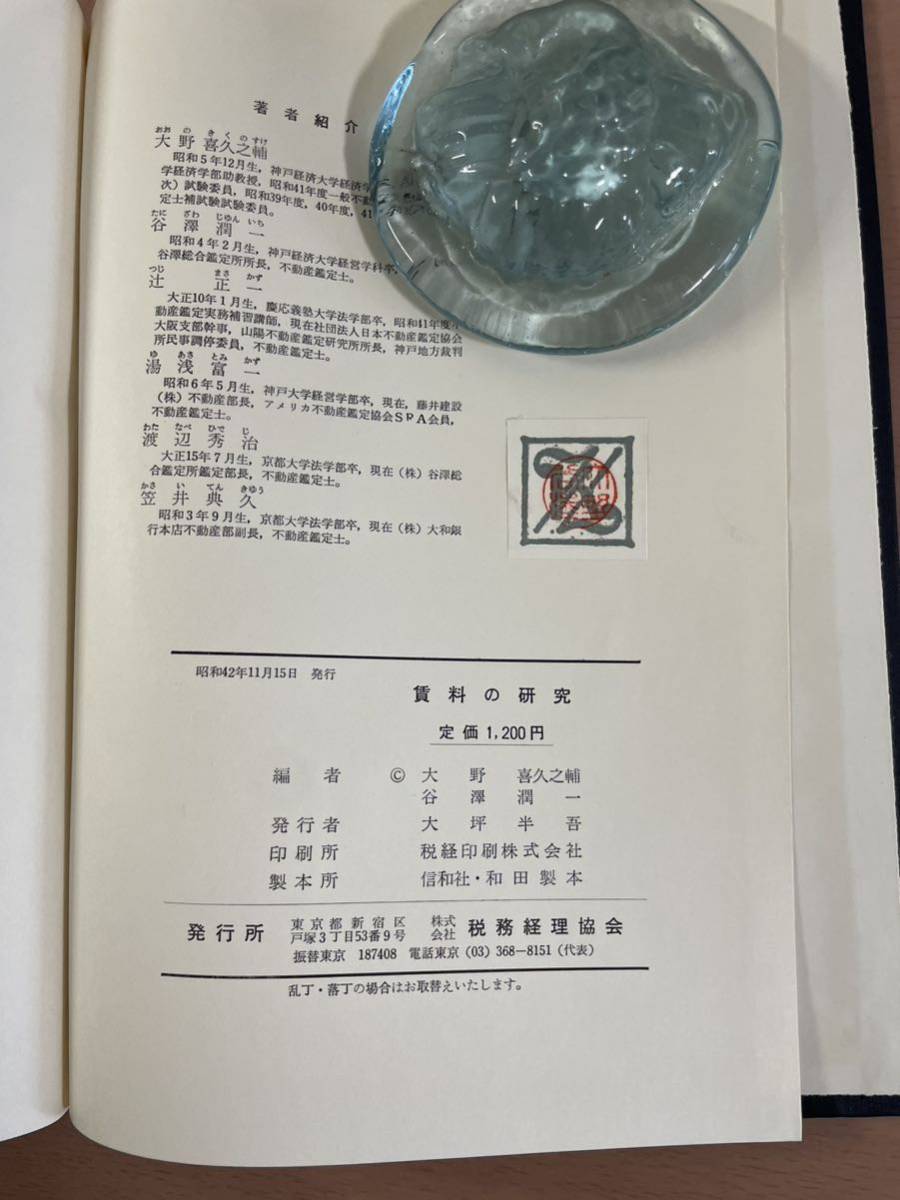 著者紹介
おおのきくのすけ
大野喜久之輔
昭和5年12月生，神戸経済大学経済学
学経済学部助教授，昭和41年度一般不動
次）試験委員，昭和39年度，40年度，41
定士補試験試験委員。
たにざわじゅんいち
谷澤潤一
昭和4年2月生，神戸経済大学経営学科卒，
谷澤総合鑑定所所長，不動産鑑定士。
つじまさかず
辻正一
大正10年1月生，慶応義塾大学法学部卒，昭和41年度不
動産鑑定実務補習講師，現在社団法人日本不動産鑑定協会
大阪支部幹事，山陽不動産鑑定研究所所長，神戸地方裁判
所民事調停委員，不動産鑑定士。
ゆあさとみかず
湯浅富一
昭和6年5月生，神戸大学経営学部卒，現在，藤井建設
（株）不動産部長，アメリカ不動産鑑定協会SPA会員，
不動産鑑定士。
わたなべひでじ
渡辺秀治
大正15年7月生，京都大学法学部卒，現在（株）谷澤総
合鑑定所鑑定部長，不動産鑑定士。
かさいてんきゆう
笠井典久
昭和3年9月生，京都大学法学部卒，現在（株）大和銀
行本店不動産部副長，不動産鑑定士。
昭和42年11月15日 発行
賃料の研究
定価1,200円
編者 © 大野喜久之輔
谷澤潤一
発行者 大坪半吾
印刷所 税経印刷株式会社
製本所 信和社・和田製本
発行所 東京都新宿区戸塚3丁目53番9号 株式会社 税務経理協会
振替東京 187408 電話東京（03）368－8151（代表）
乱丁・落丁の場合はお取替えいたします。